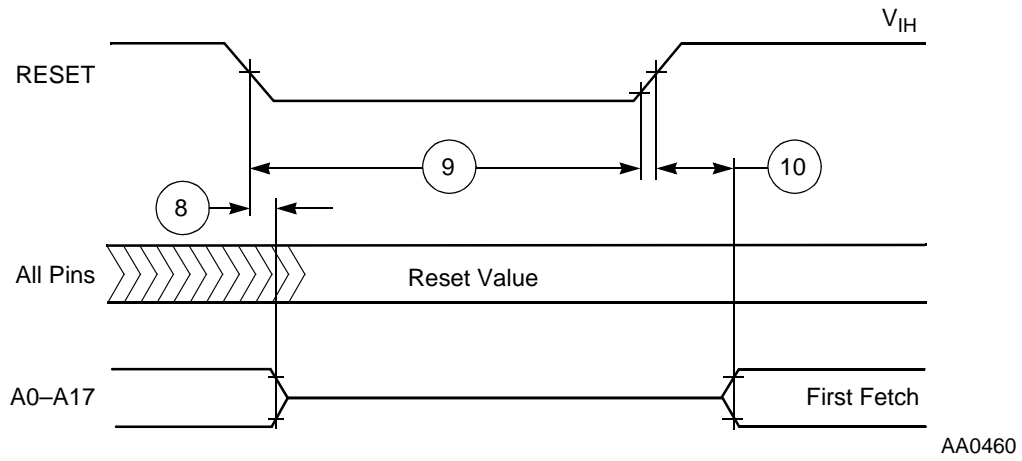 V_IH
RESET
9
10
8
All Pins
Reset Value
A0–A17
First Fetch
AA0460